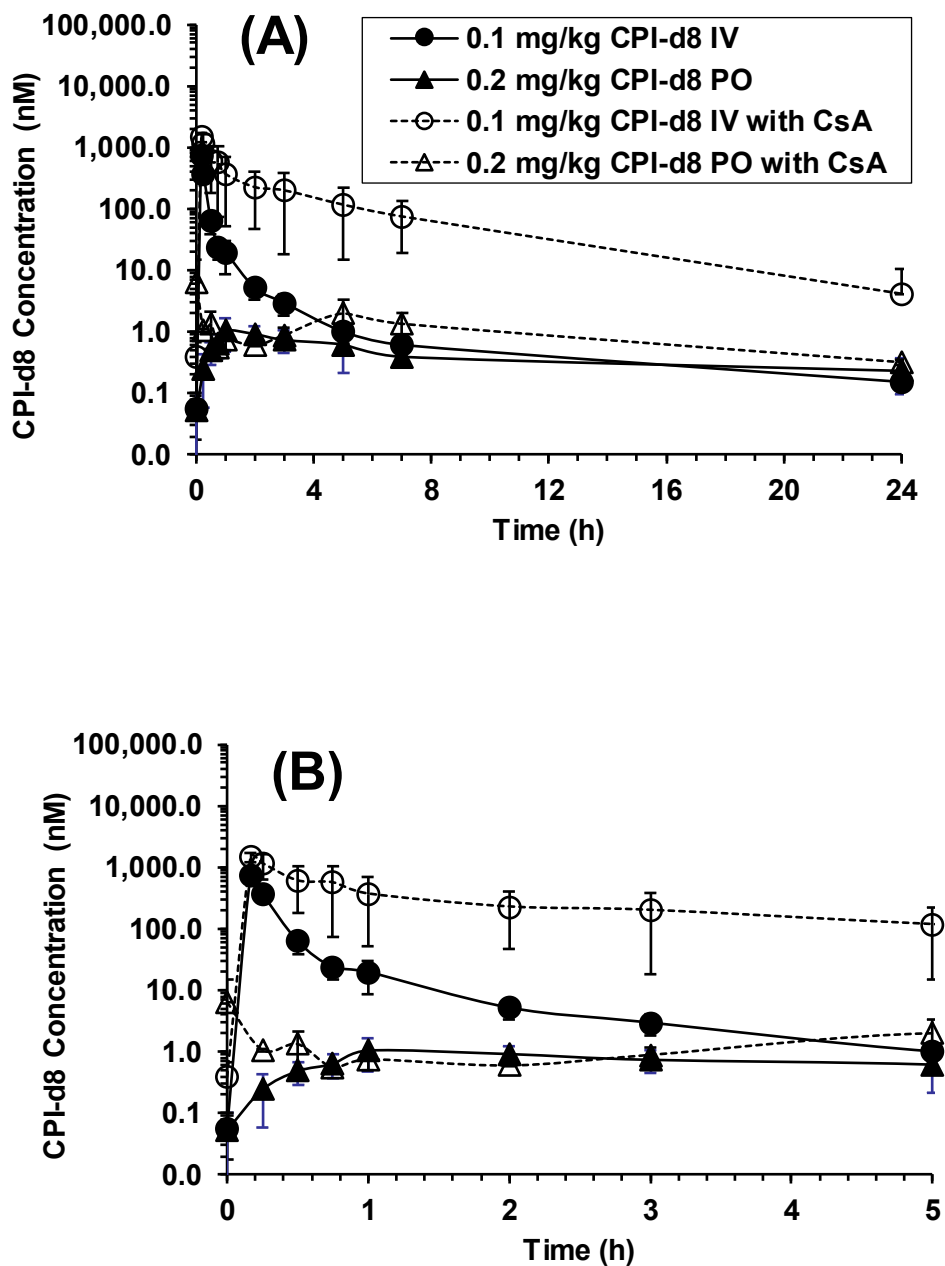 (A)
0.1 mg/kg CPI-d8 IV
0.2 mg/kg CPI-d8 PO
0.1 mg/kg CPI-d8 IV with CsA
0.2 mg/kg CPI-d8 PO with CsA
CPI-d8 Concentration (nM)
100,000.0
10,000.0
1,000.0
100.0
10.0
1.0
0.1
0.0
0 4 8 12 16 20 24
Time (h)
(B)
CPI-d8 Concentration (nM)
100,000.0
10,000.0
1,000.0
100.0
10.0
1.0
0.1
0.0
0 1 2 3 4 5
Time (h)